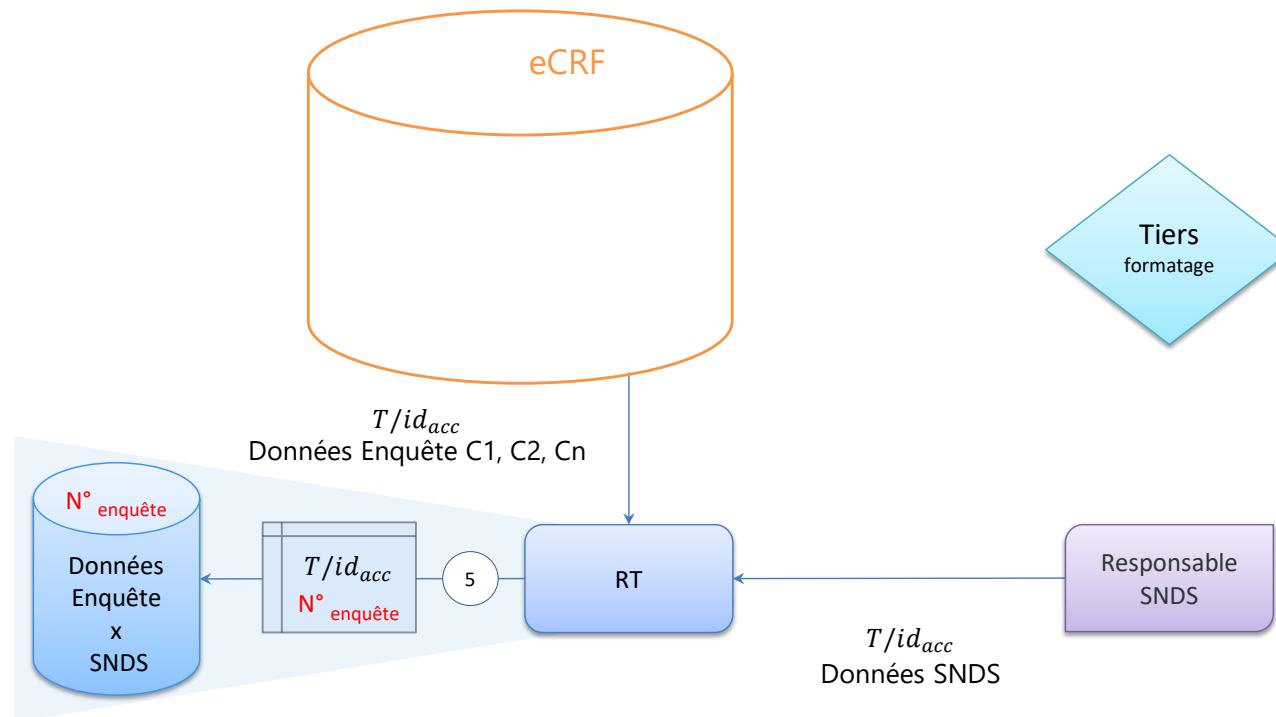 eCRF
Tiers
formatage
T/id_acc
Données Enquête C1, C2, Cn
N° enquête
Données
Enquête
x
SNDS
T/id_acc
N° enquête
5
RT
Responsable
SNDS
T/id_acc
Données SNDS